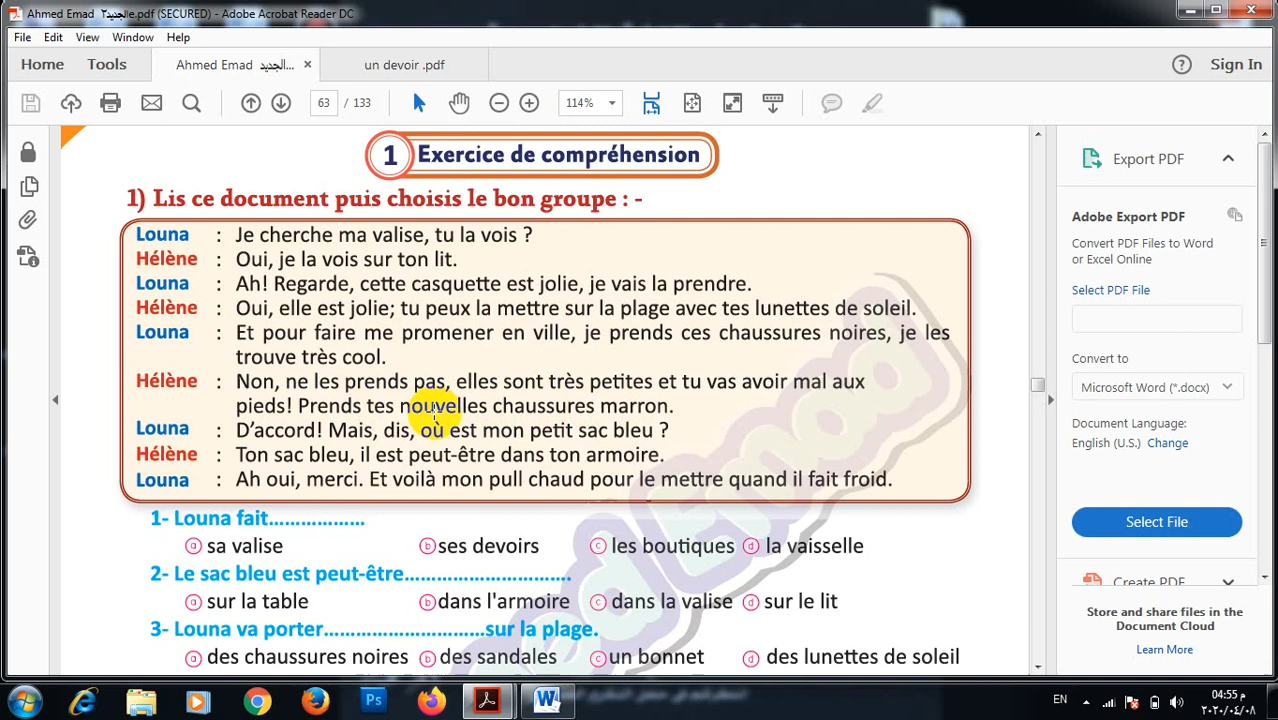 Ahmed Emad الجديد٢e.pdf (SECURED) - Adobe Acrobat Reader DC
File Edit View Window Help
Home Tools Ahmed Emad الجديد... × un devoir .pdf Sign In
63 / 133 114%
1 Exercice de compréhension
1) Lis ce document puis choisis le bon groupe : -
Louna : Je cherche ma valise, tu la vois ?
Hélène : Oui, je la vois sur ton lit.
Louna : Ah! Regarde, cette casquette est jolie, je vais la prendre.
Hélène : Oui, elle est jolie; tu peux la mettre sur la plage avec tes lunettes de soleil.
Louna : Et pour faire me promener en ville, je prends ces chaussures noires, je les
trouve très cool.
Hélène : Non, ne les prends pas, elles sont très petites et tu vas avoir mal aux
pieds! Prends tes nouvelles chaussures marron.
Louna : D'accord! Mais, dis, où est mon petit sac bleu ?
Hélène : Ton sac bleu, il est peut-être dans ton armoire.
Louna : Ah oui, merci. Et voilà mon pull chaud pour le mettre quand il fait froid.
1- Louna fait………………
a sa valise b ses devoirs c les boutiques d la vaisselle
2- Le sac bleu est peut-être……………………….
a sur la table b dans l'armoire c dans la valise d sur le lit
3- Louna va porter……………………….sur la plage.
a des chaussures noires b des sandales c un bonnet d des lunettes de soleil
Export PDF
Adobe Export PDF
Convert PDF Files to Word
or Excel Online
Select PDF File
Convert to
Microsoft Word (*.docx)
Document Language:
English (U.S.) Change
Select File
Create PDF
Store and share files in the
Document Cloud
Learn More
Ps W EN 04:55 م
٢٠٢٠/٠٤/٠٨